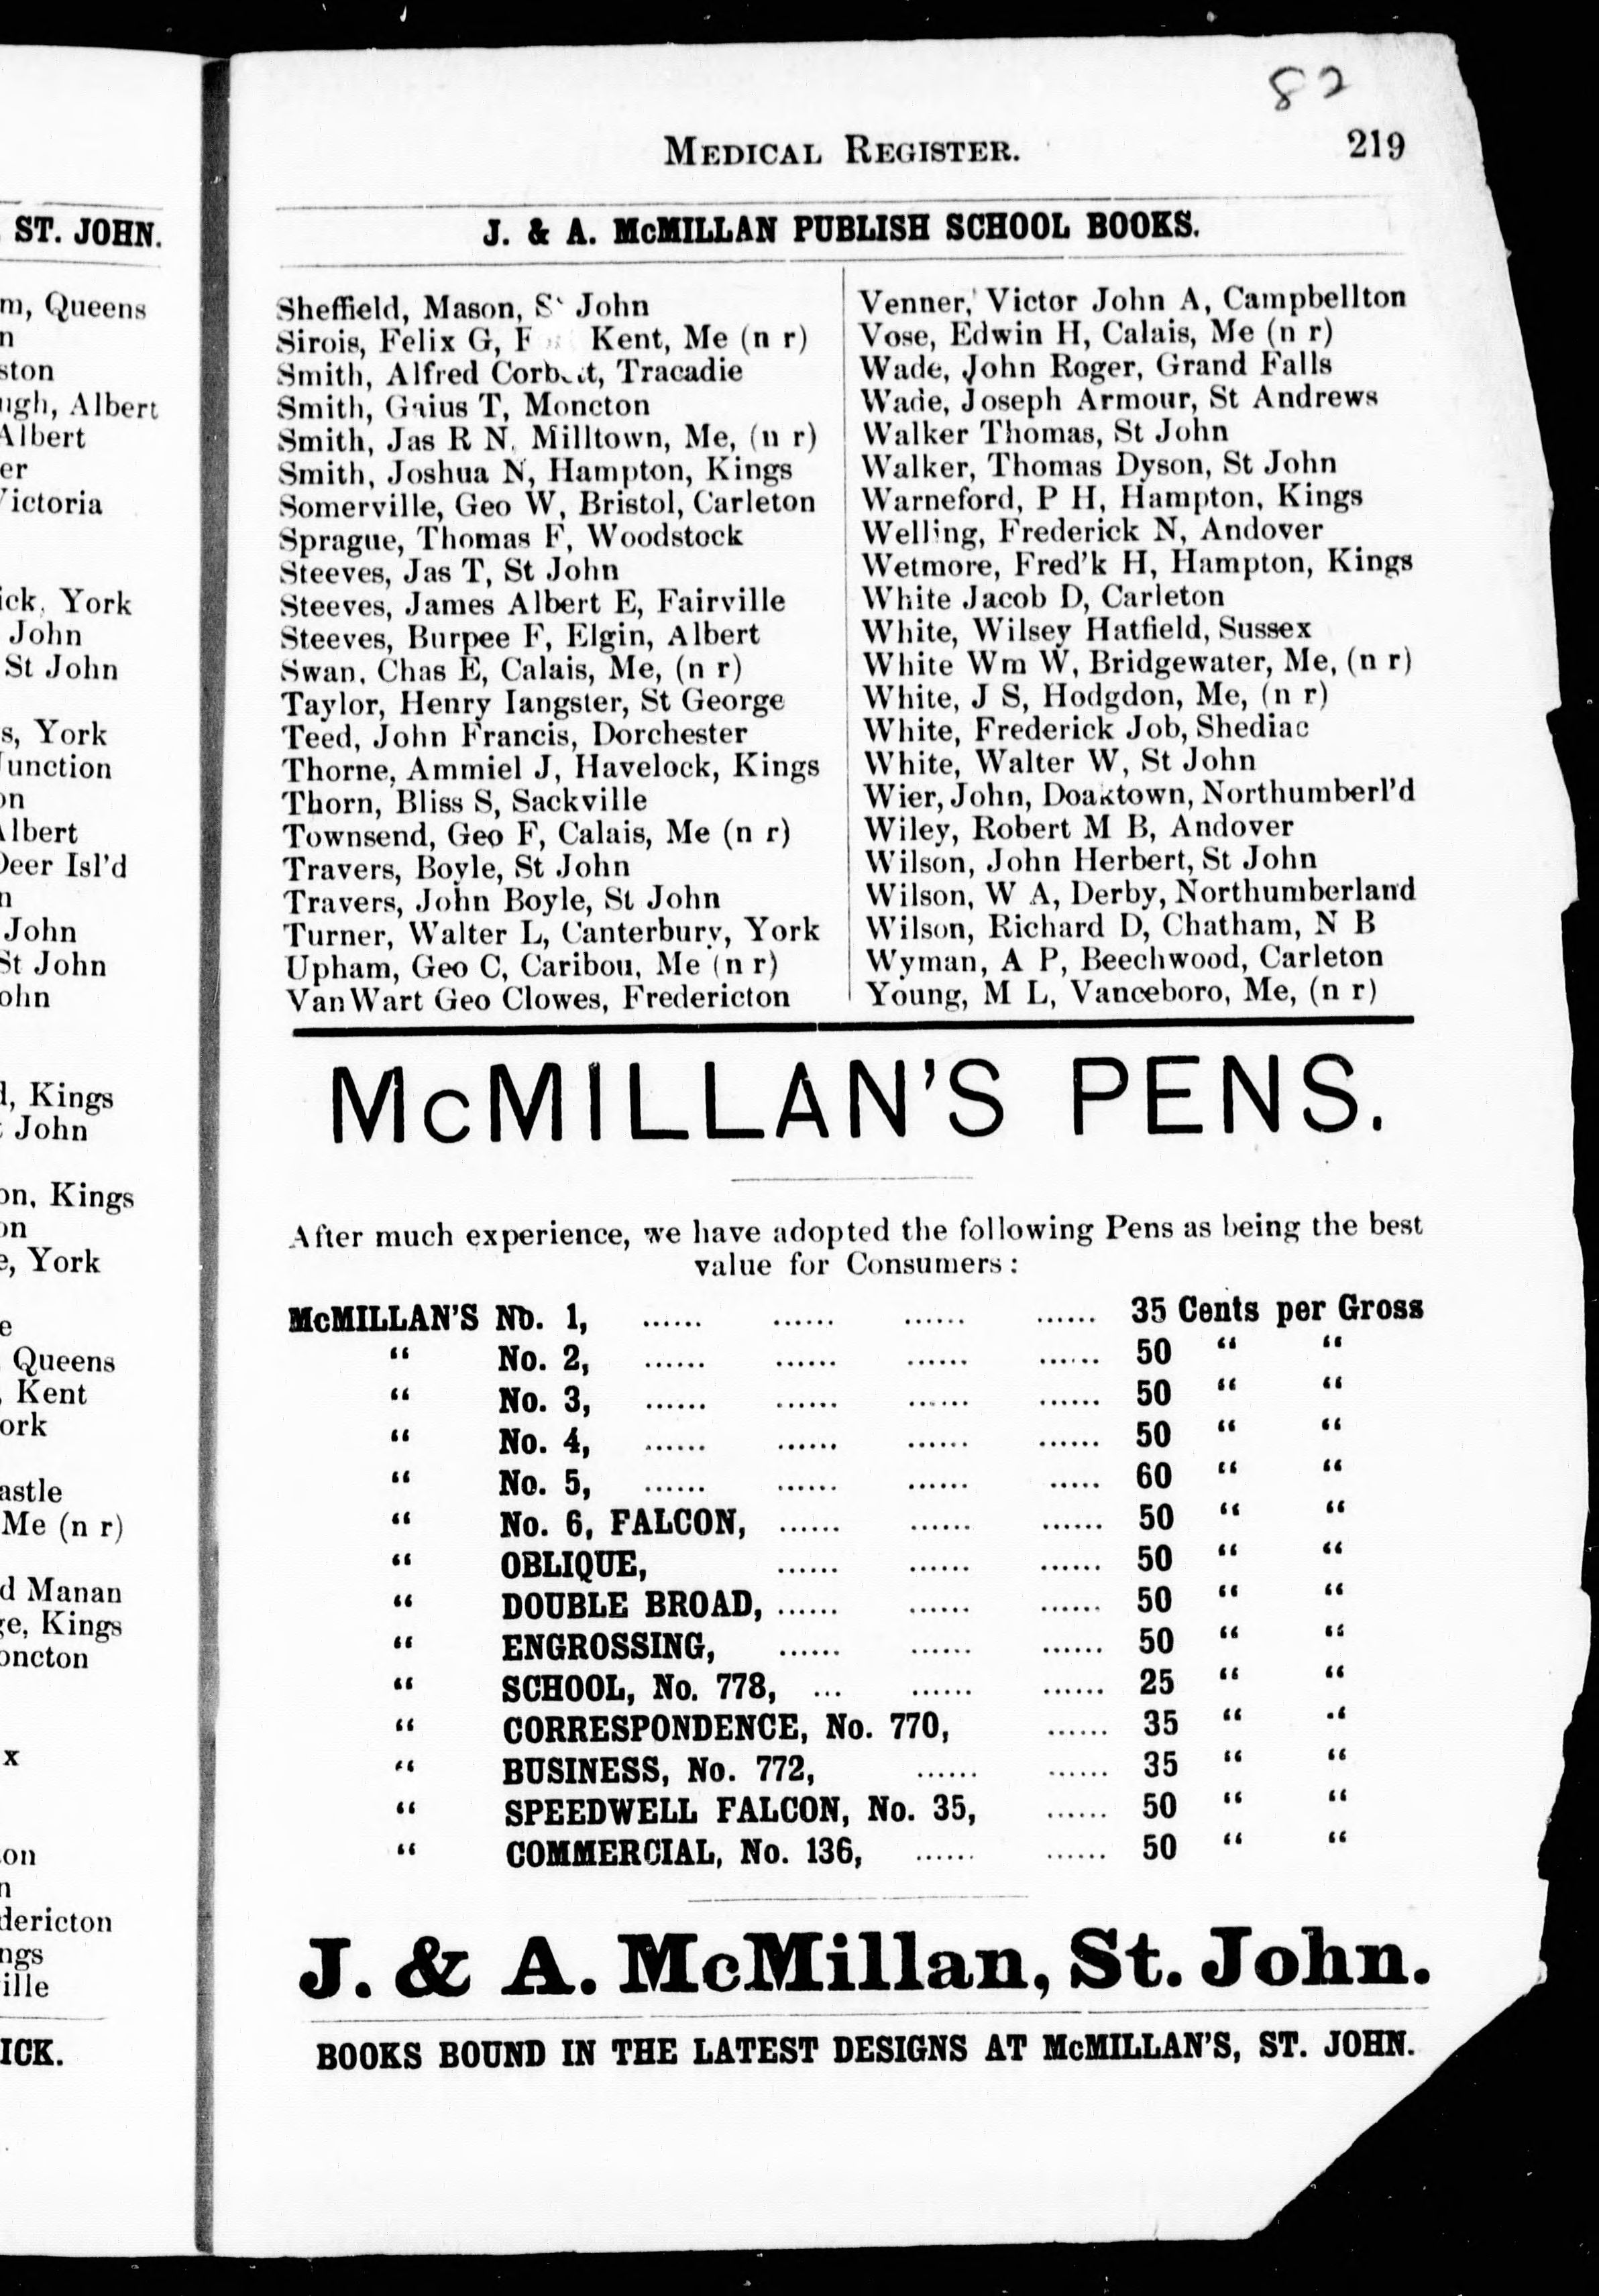 82
MEDICAL REGISTER. 219
J. & A. McMILLAN PUBLISH SCHOOL BOOKS.
Sheffield, Mason, St John
Sirois, Felix G, F Kent, Me (n r)
Smith, Alfred Corbett, Tracadie
Smith, Gaius T, Moncton
Smith, Jas R N, Milltown, Me, (n r)
Smith, Joshua N, Hampton, Kings
Somerville, Geo W, Bristol, Carleton
Sprague, Thomas F, Woodstock
Steeves, Jas T, St John
Steeves, James Albert E, Fairville
Steeves, Burpee F, Elgin, Albert
Swan, Chas E, Calais, Me, (n r)
Taylor, Henry Iangster, St George
Teed, John Francis, Dorchester
Thorne, Ammiel J, Havelock, Kings
Thorn, Bliss S, Sackville
Townsend, Geo F, Calais, Me (n r)
Travers, Boyle, St John
Travers, John Boyle, St John
Turner, Walter L, Canterbury, York
Upham, Geo C, Caribou, Me (n r)
VanWart Geo Clowes, Fredericton
Venner, Victor John A, Campbellton
Vose, Edwin H, Calais, Me (n r)
Wade, John Roger, Grand Falls
Wade, Joseph Armour, St Andrews
Walker Thomas, St John
Walker, Thomas Dyson, St John
Warneford, P H, Hampton, Kings
Welling, Frederick N, Andover
Wetmore, Fred'k H, Hampton, Kings
White Jacob D, Carleton
White, Wilsey Hatfield, Sussex
White Wm W, Bridgewater, Me, (n r)
White, J S, Hodgdon, Me, (n r)
White, Frederick Job, Shediac
White, Walter W, St John
Wier, John, Doaktown, Northumberl'd
Wiley, Robert M B, Andover
Wilson, John Herbert, St John
Wilson, W A, Derby, Northumberland
Wilson, Richard D, Chatham, N B
Wyman, A P, Beechwood, Carleton
Young, M L, Vanceboro, Me, (n r)
McMILLAN'S PENS.
After much experience, we have adopted the following Pens as being the best
value for Consumers:
McMILLAN'S No. 1, ...... ...... ...... ...... 35 Cents per Gross
“ No. 2, ...... ...... ...... ...... 50 “ “
“ No. 3, ...... ...... ...... ...... 50 “ “
“ No. 4, ...... ...... ...... ...... 50 “ “
“ No. 5, ...... ...... ...... ..... 60 “ “
“ No. 6, FALCON, ...... ...... ...... 50 “ “
“ OBLIQUE, ...... ...... ...... 50 “ “
“ DOUBLE BROAD, ...... ...... ...... 50 “ “
“ ENGROSSING, ...... ...... ...... 50 “ “
“ SCHOOL, No. 778, ... ...... ...... 25 “ “
“ CORRESPONDENCE, No. 770, ...... 35 “ “
“ BUSINESS, No. 772, ...... ...... 35 “ “
“ SPEEDWELL FALCON, No. 35, ...... 50 “ “
“ COMMERCIAL, No. 136, ...... ...... 50 “ “
J. & A. McMillan, St. John.
BOOKS BOUND IN THE LATEST DESIGNS AT McMILLAN'S, ST. JOHN.